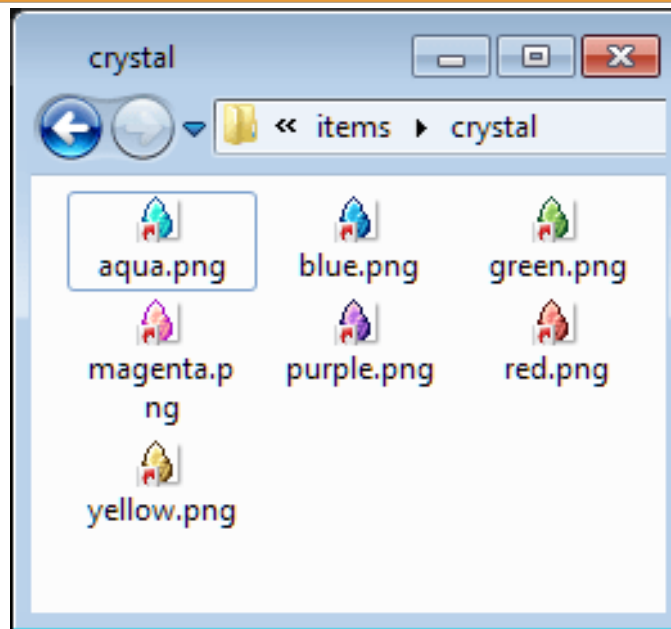 crystal
« items ▸ crystal
aqua.png blue.png green.png
magenta.p purple.png red.png
ng
yellow.png